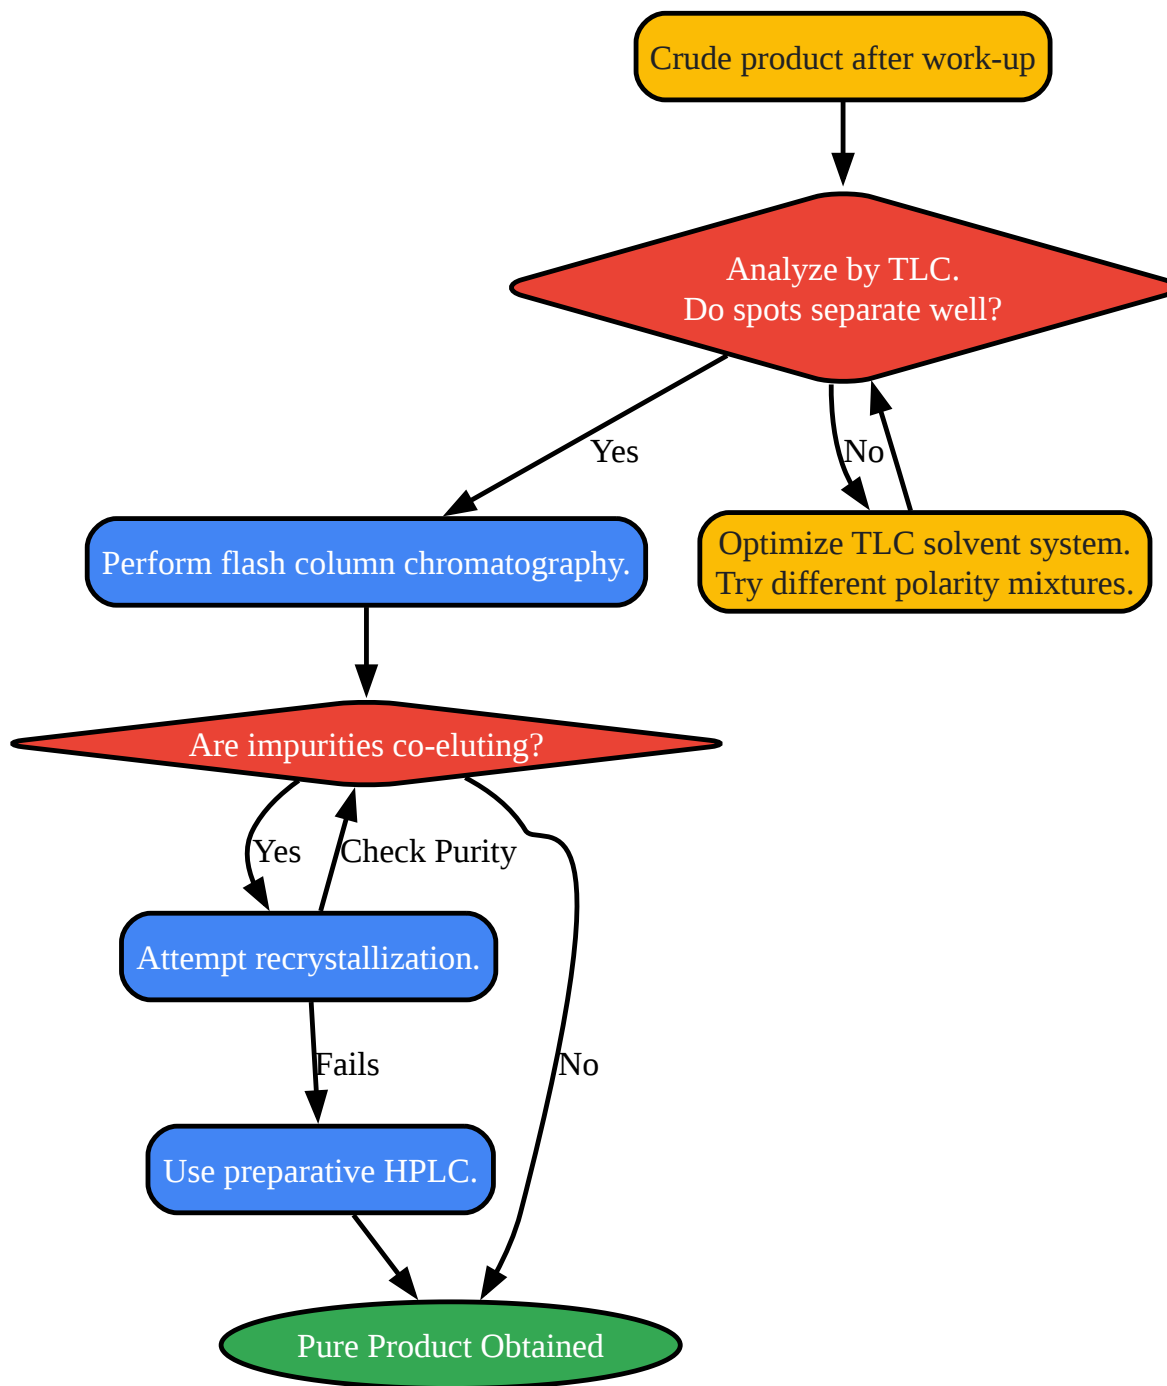 Crude product after work-up
Analyze by TLC.
Do spots separate well?
Yes
No
Perform flash column chromatography.
Optimize TLC solvent system.
Try different polarity mixtures.
Are impurities co-eluting?
Yes
Check Purity
Attempt recrystallization.
Fails
No
Use preparative HPLC.
Pure Product Obtained